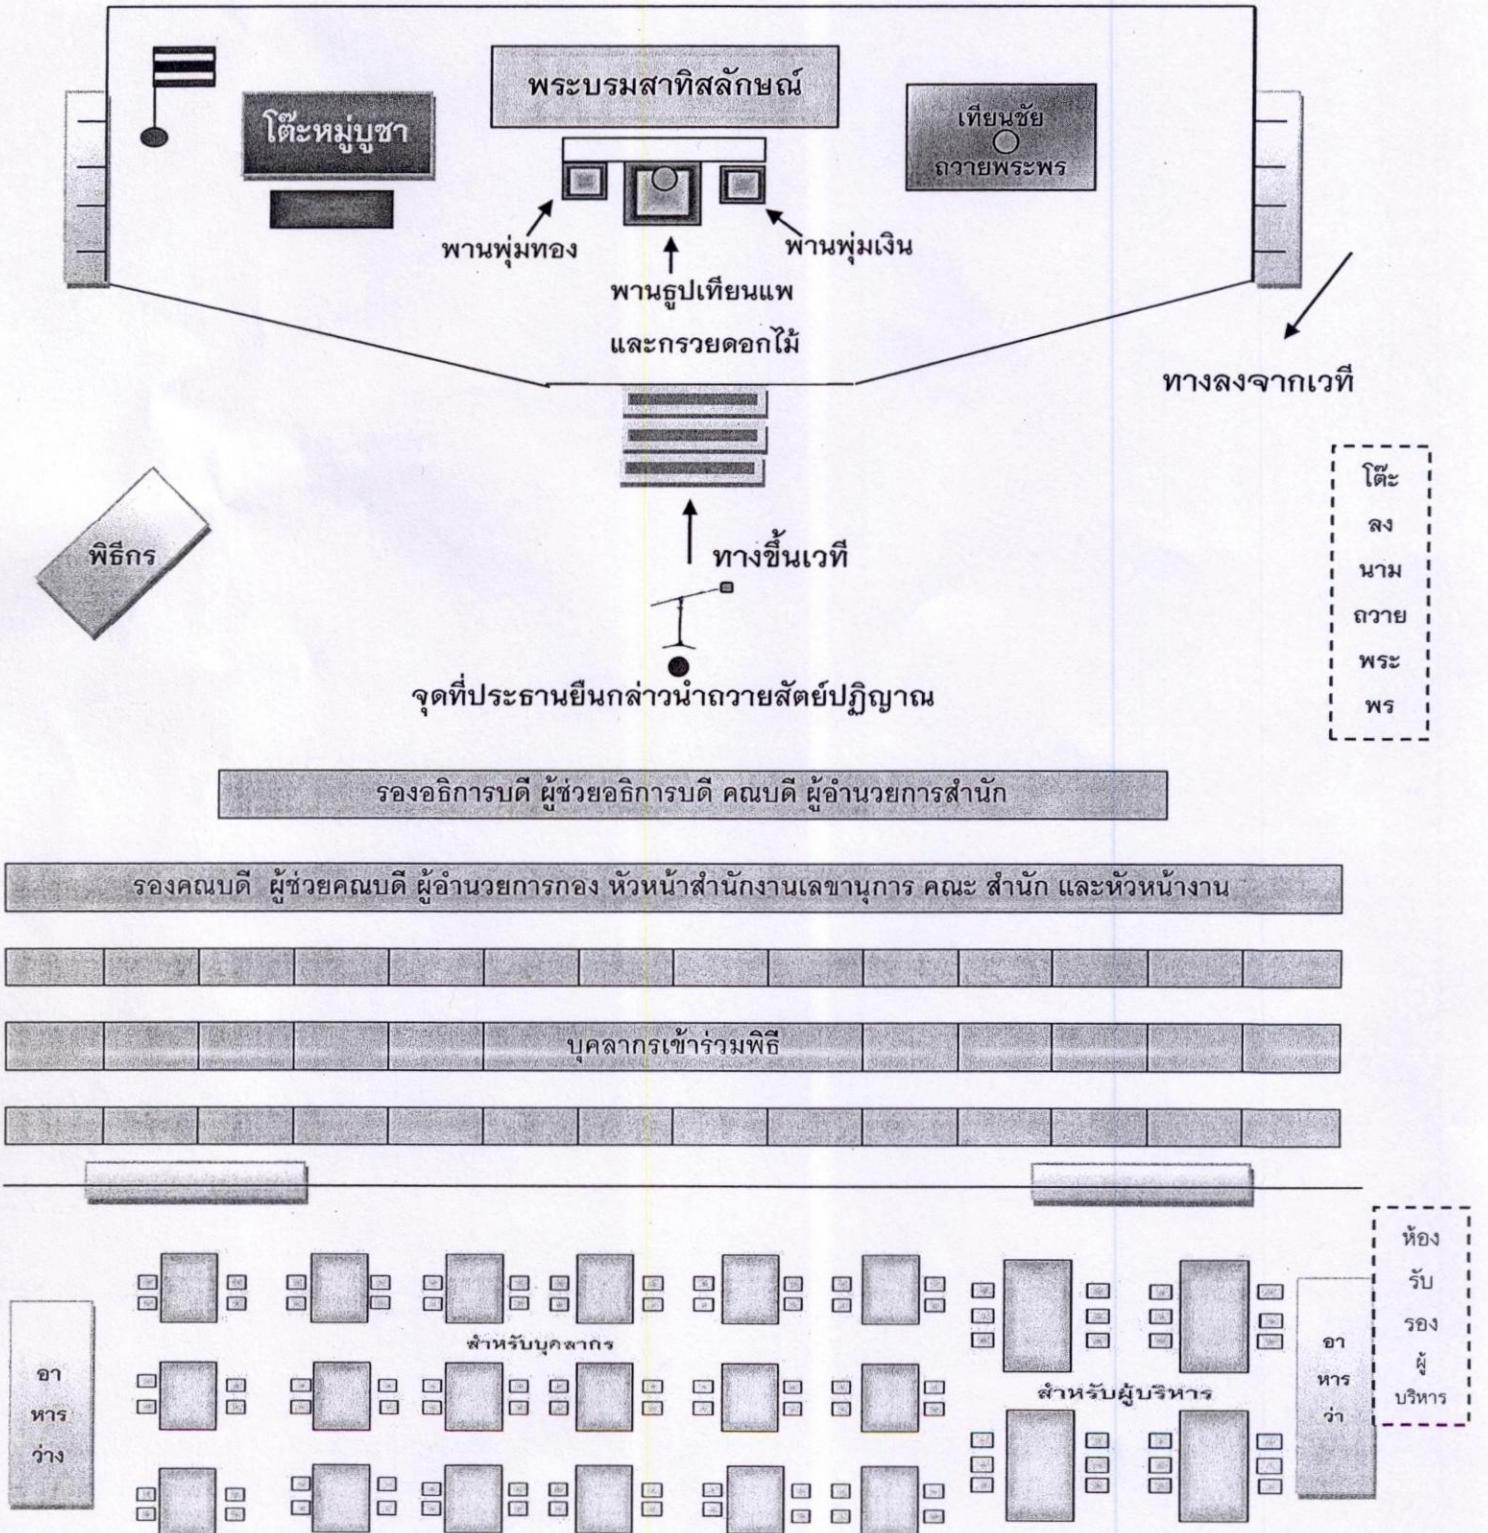 พระบรมสาทิสลักษณ์
โต๊ะหมู่บูชา
เทียนชัย
ถวายพระพร
พานพุ่มทอง
พานพุ่มเงิน
พานธูปเทียนแพ
และกรวยดอกไม้
ทางลงจากเวที
โต๊ะ
ลง
นาม
ถวาย
พระ
พร
พิธีกร
ทางขึ้นเวที
จุดที่ประธานยืนกล่าวนำถวายสัตย์ปฏิญาณ
รองอธิการบดี ผู้ช่วยอธิการบดี คณบดี ผู้อำนวยการสำนัก
รองคณบดี ผู้ช่วยคณบดี ผู้อำนวยการกอง หัวหน้าสำนักงานเลขานุการ คณะ สำนัก และหัวหน้างาน
บุคลากรเข้าร่วมพิธี
ห้อง
รับ
รอง
ผู้
บริหาร
สำหรับบุคลากร
สำหรับผู้บริหาร
อา
หาร
ว่าง
อา
หาร
ว่า